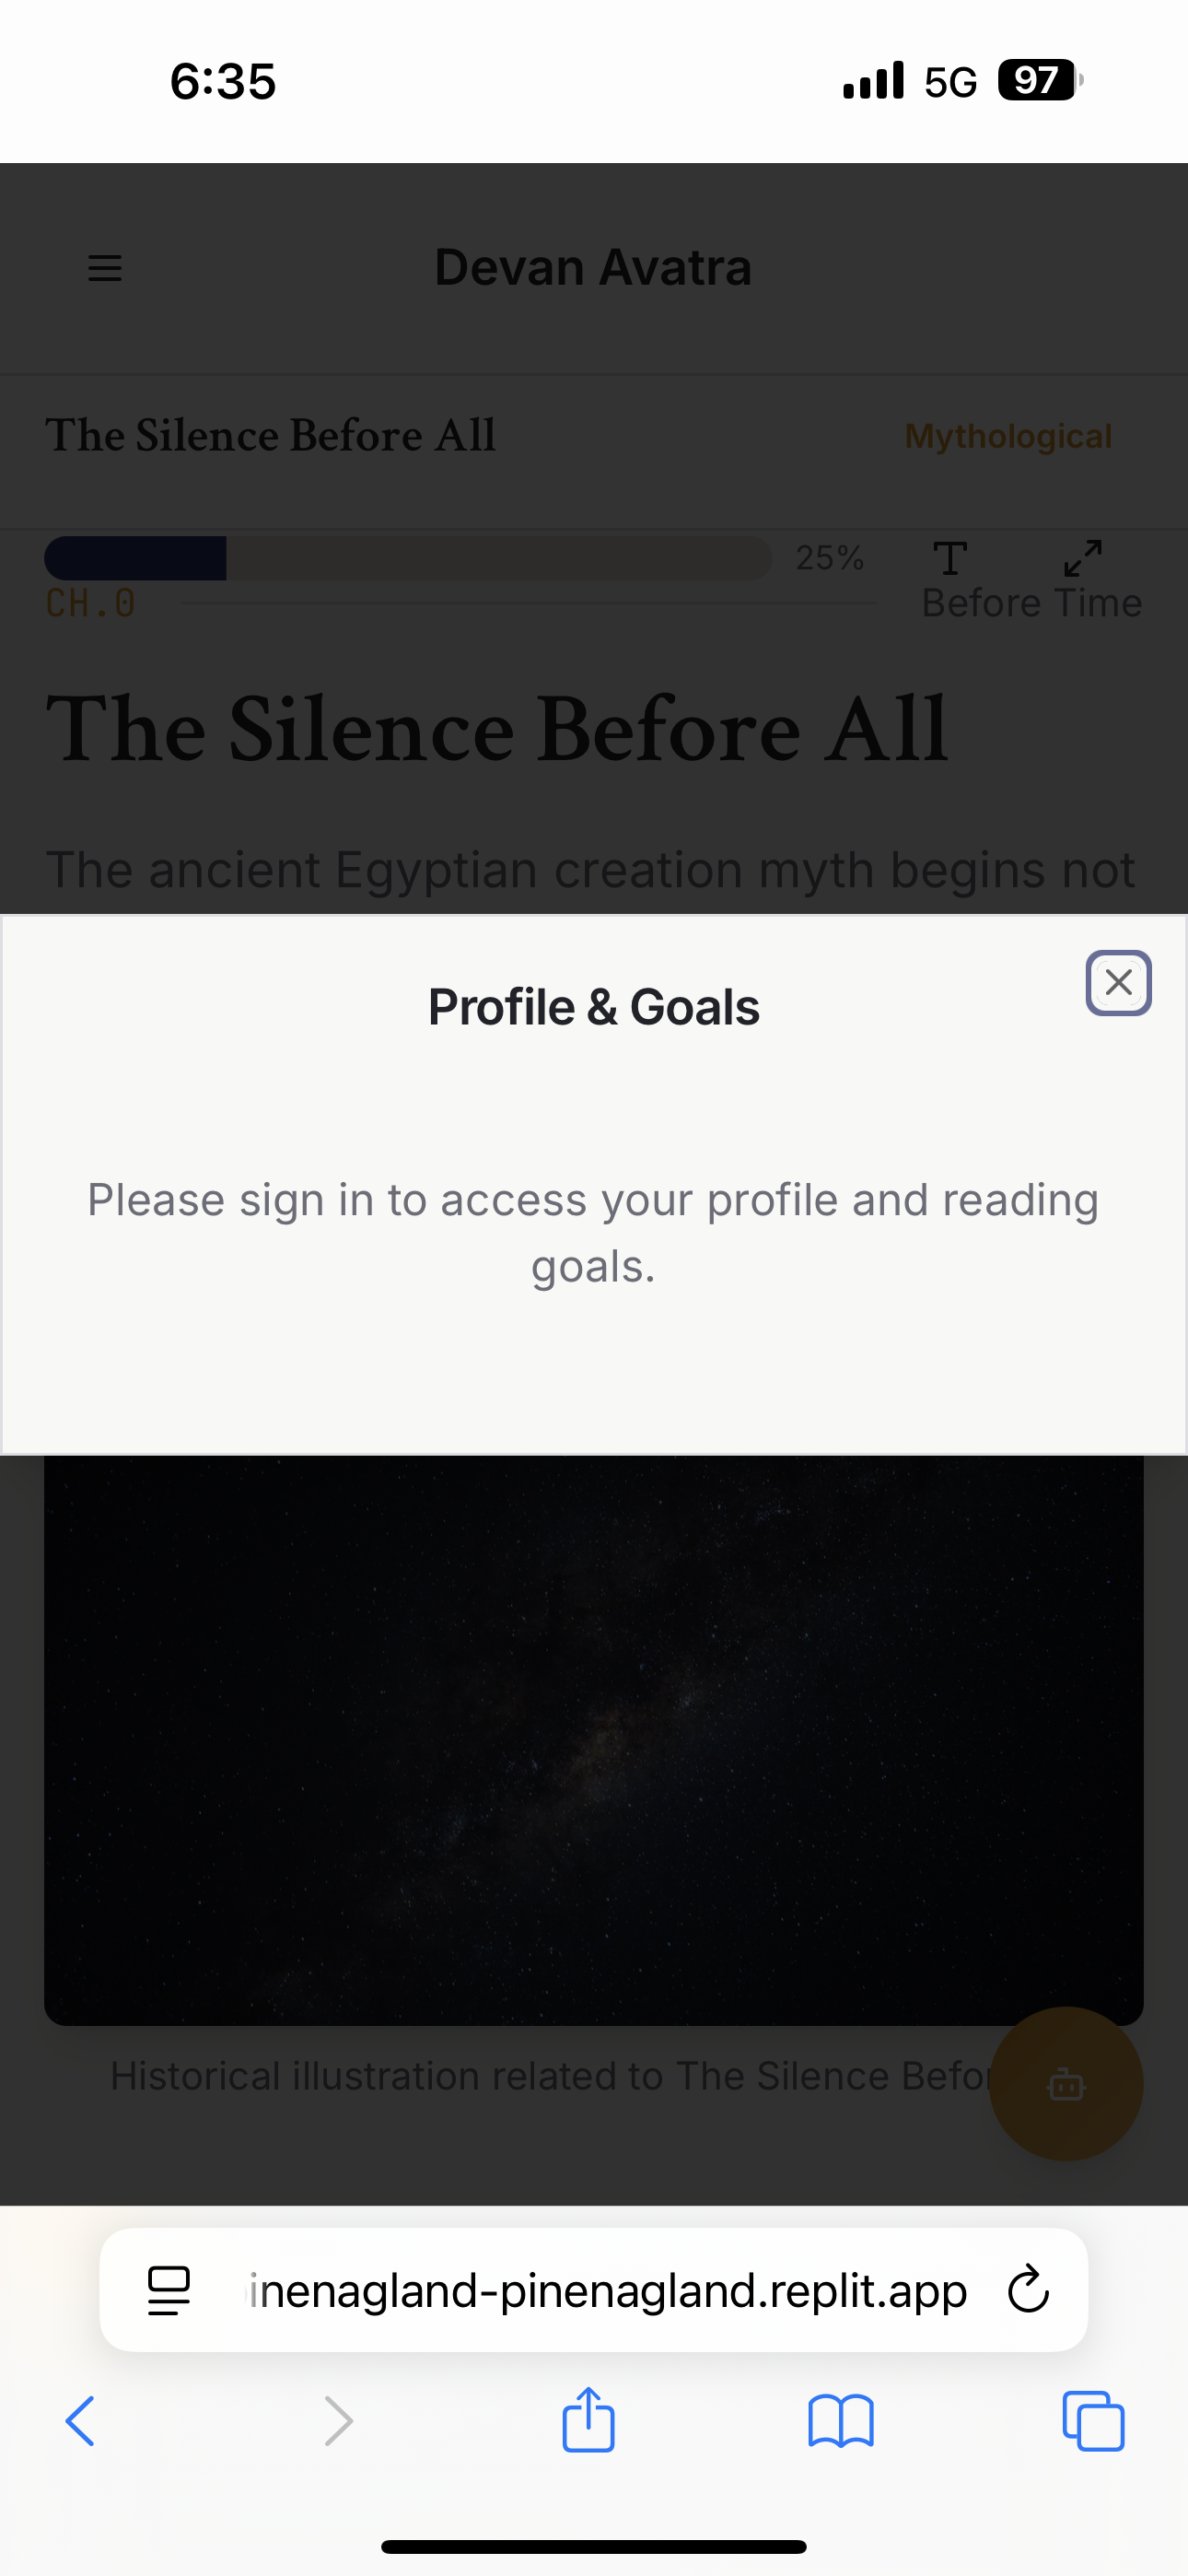 6:35
5G
97
Devan Avatra
The Silence Before All
Mythological
25%
CH.0
Before Time
The Silence Before All
The ancient Egyptian creation myth begins not
Profile & Goals
Please sign in to access your profile and reading
goals.
Historical illustration related to The Silence Befor
inenagland-pinenagland.replit.app